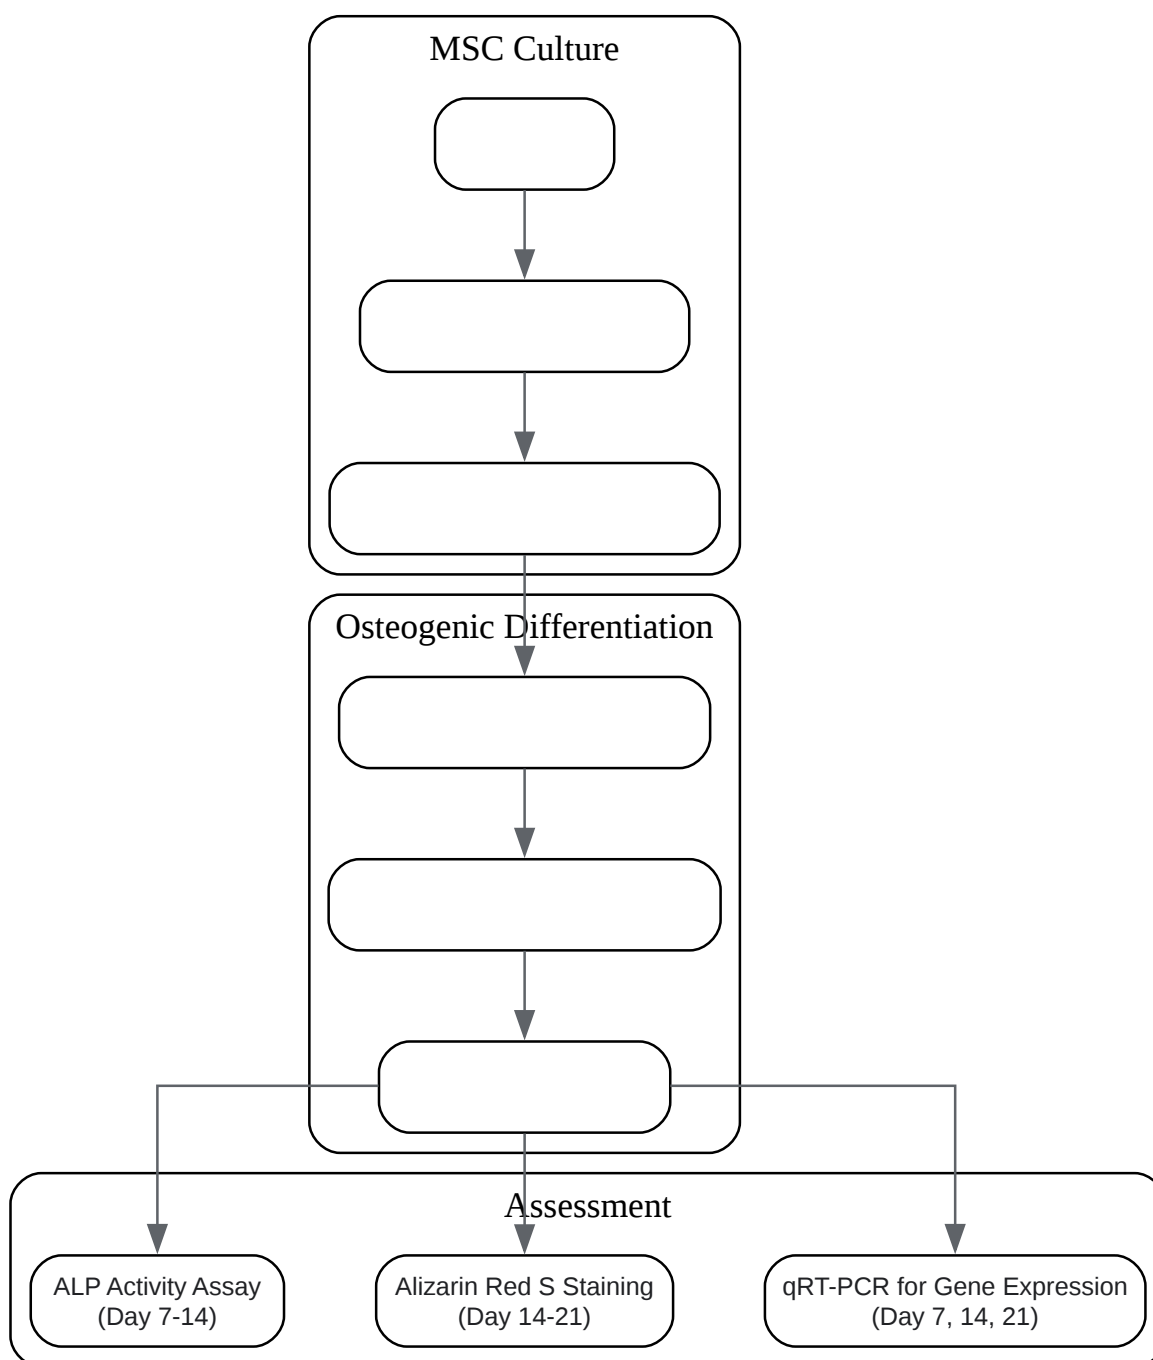 MSC Culture
Osteogenic Differentiation
Assessment
ALP Activity Assay
(Day 7-14)
Alizarin Red S Staining
(Day 14-21)
qRT-PCR for Gene Expression
(Day 7, 14, 21)